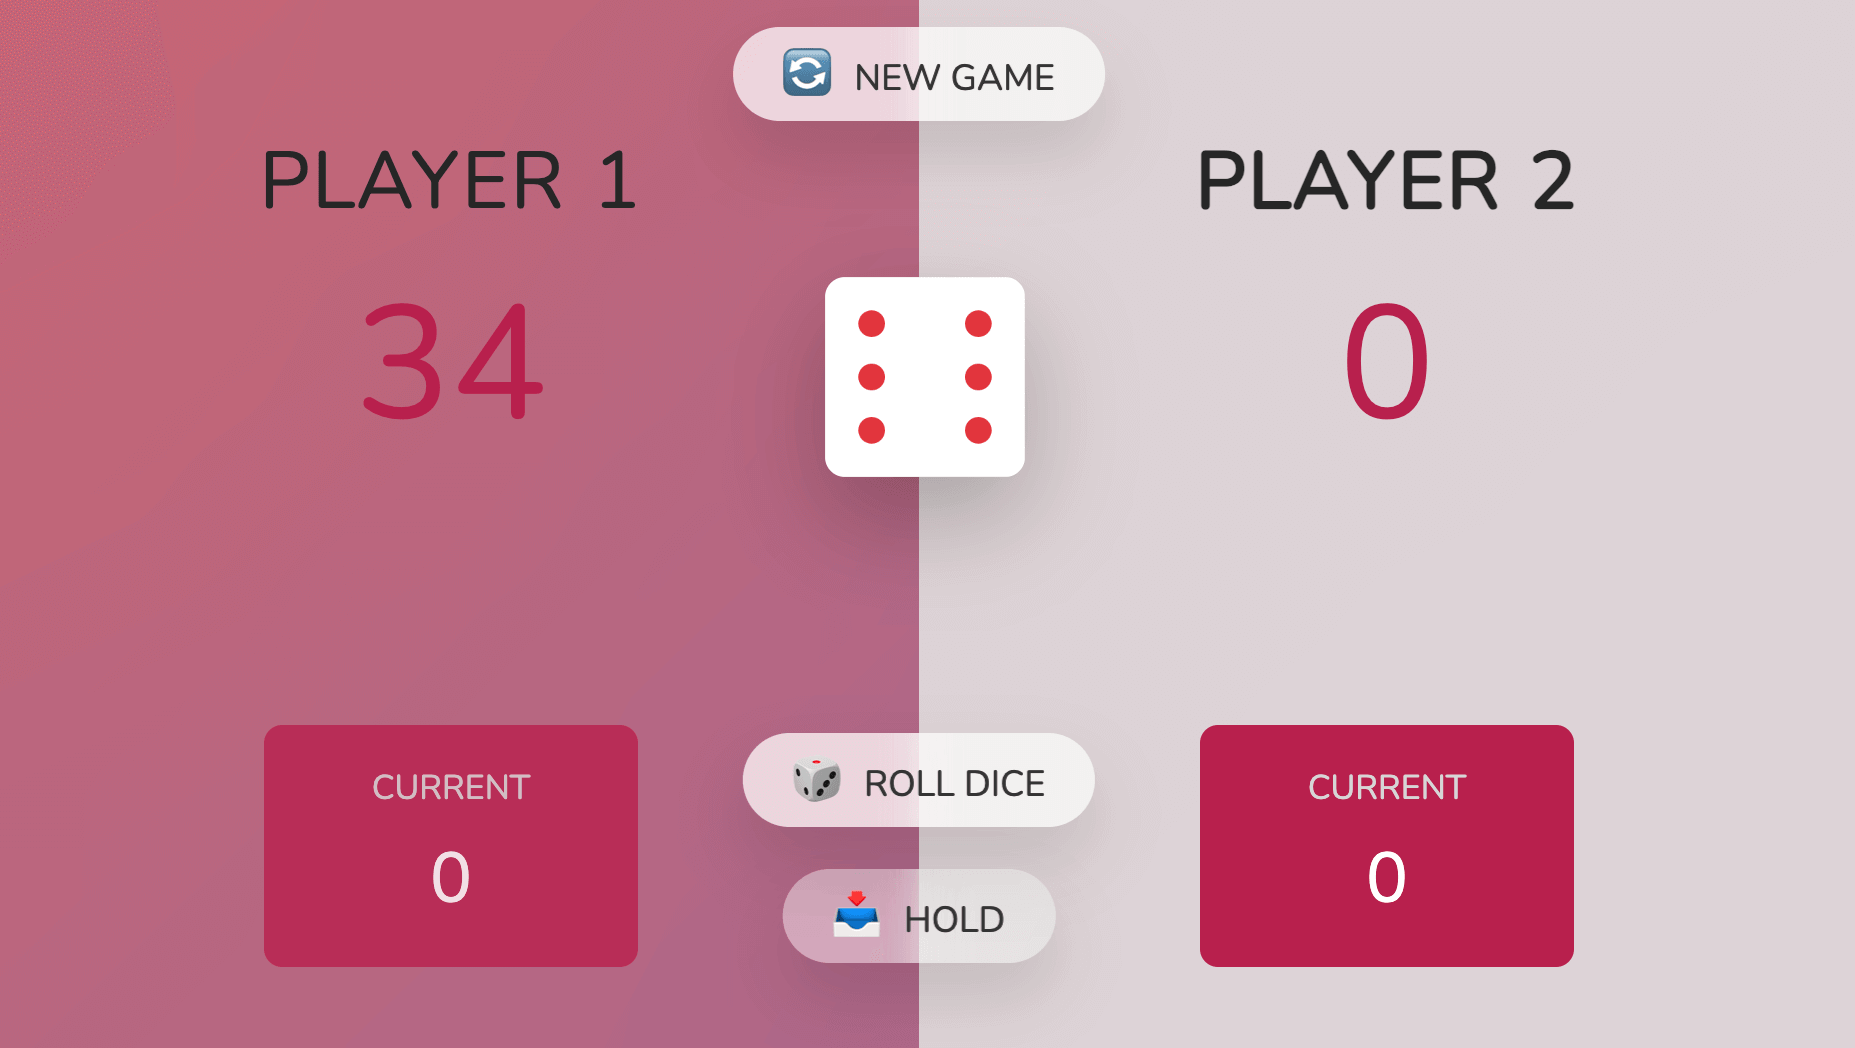 NEW GAME
PLAYER 1
34
CURRENT
0
PLAYER 2
0
CURRENT
0
ROLL DICE
HOLD